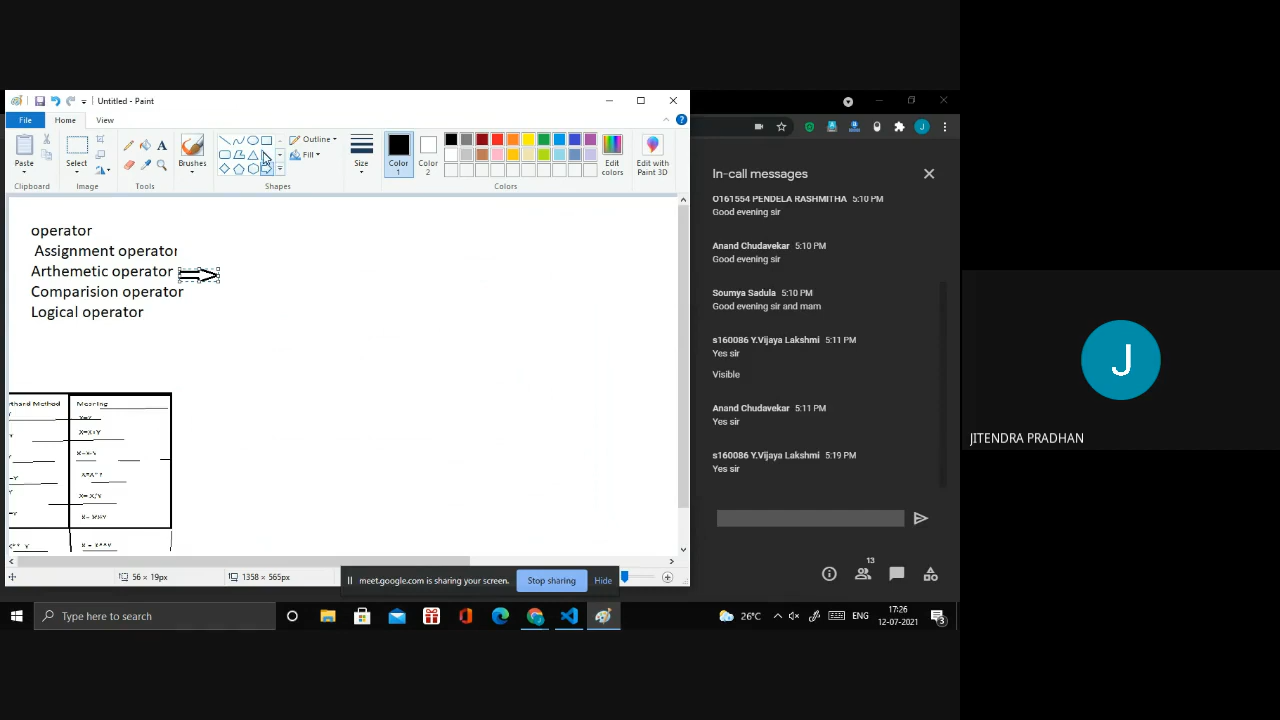 Untitled - Paint
File
Home
View
Paste
Select
Brushes
Outline
Fill
Size
Color
1
Color
2
Edit
colors
Edit with
Paint 3D
Clipboard
Image
Tools
Shapes
Colors
operator
Assignment operator
Arthemetic operator
Comparision operator
Logical operator
Method
Meaning
X=Y
X=X+Y
X=X-Y
X= X/Y
56 × 19px
1358 × 565px
meet.google.com is sharing your screen.
Stop sharing
Hide
In-call messages
O161554 PENDELA RASHMITHA 5:10 PM
Good evening sir
Anand Chudavekar 5:10 PM
Good evening sir
Soumya Sadula 5:10 PM
Good evening sir and mam
s160086 Y.Vijaya Lakshmi 5:11 PM
Yes sir
Visible
Anand Chudavekar 5:11 PM
Yes sir
s160086 Y.Vijaya Lakshmi 5:19 PM
Yes sir
13
J
J
JITENDRA PRADHAN
Type here to search
26°C
ENG
17:26
12-07-2021
3